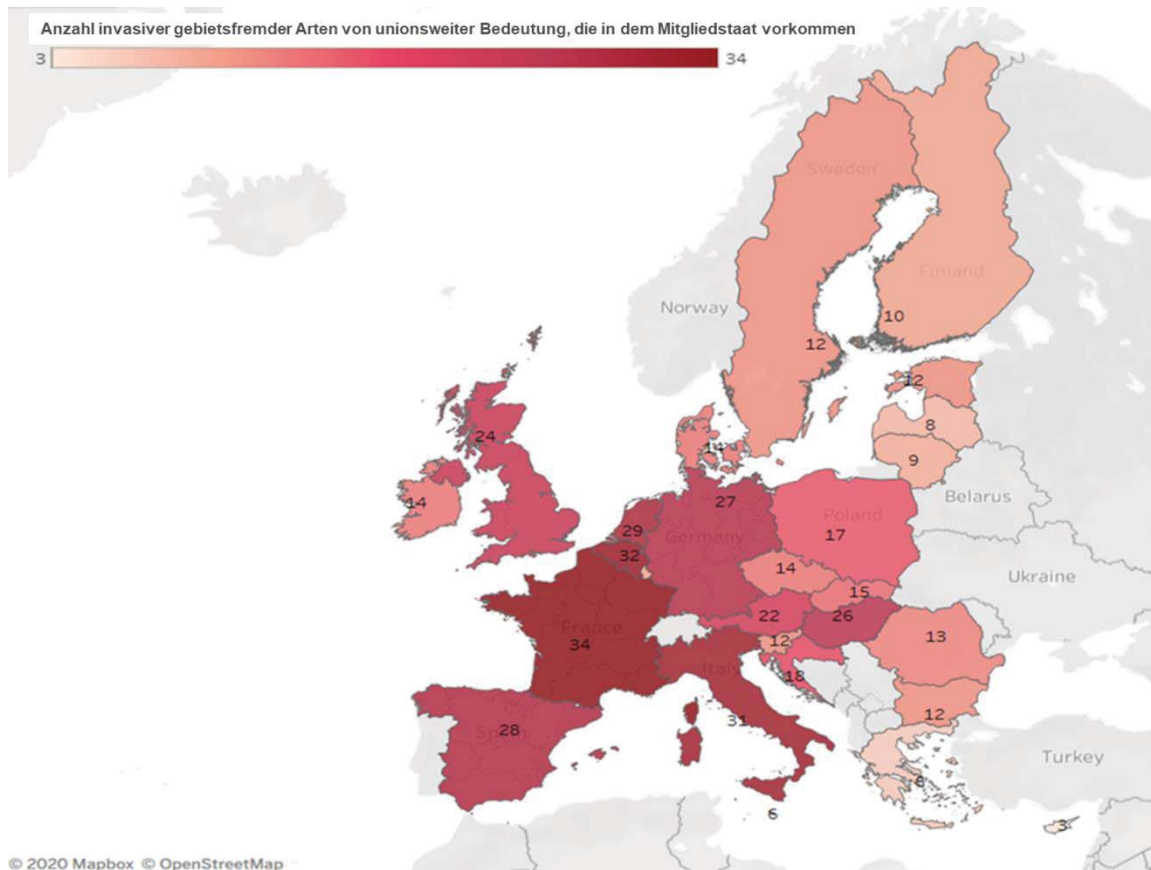 Anzahl invasiver gebietsfremder Arten von unionsweiter Bedeutung, die in dem Mitgliedstaat vorkommen
3 34
Sweden
Finland
Norway
10
12
12
8
24
14
9
14
27
Belarus
29
Poland
Germany
17
32
14
Ukraine
15
22
26
France
12
13
34
Italy
18
12
31
28
Turkey
6
3
© 2020 Mapbox © OpenStreetMap